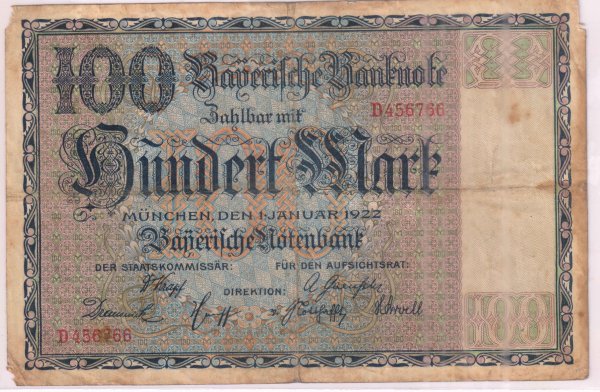 100 Bayerische Banknote
D456766
Zahlbar mit
Hundert Mark
MÜNCHEN, DEN 1. JANUAR 1922
Bayerische Notenbank
DER STAATSKOMMISSÄR: FÜR DEN AUFSICHTSRAT:
DIREKTION:
D456766
100